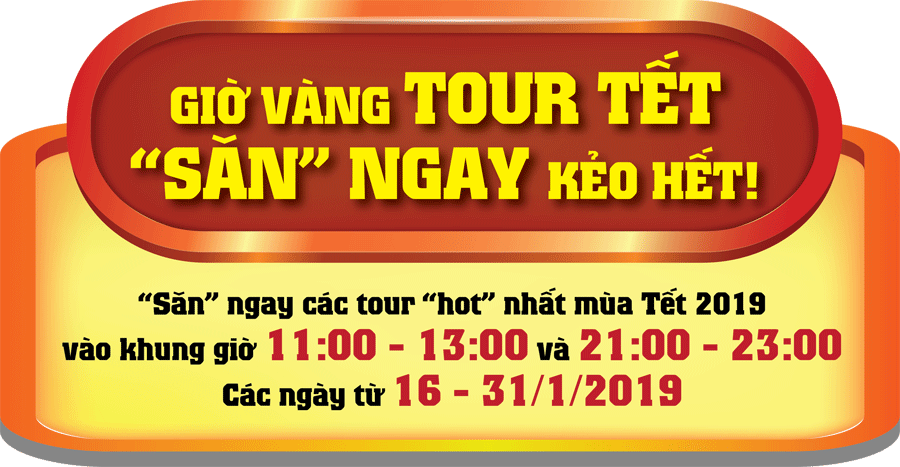 GIỜ VÀNG TOUR TẾT
“SĂN” NGAY KẺO HẾT!
“Săn” ngay các tour “hot” nhất mùa Tết 2019
vào khung giờ 11:00 - 13:00 và 21:00 - 23:00
Các ngày từ 16 - 31/1/2019